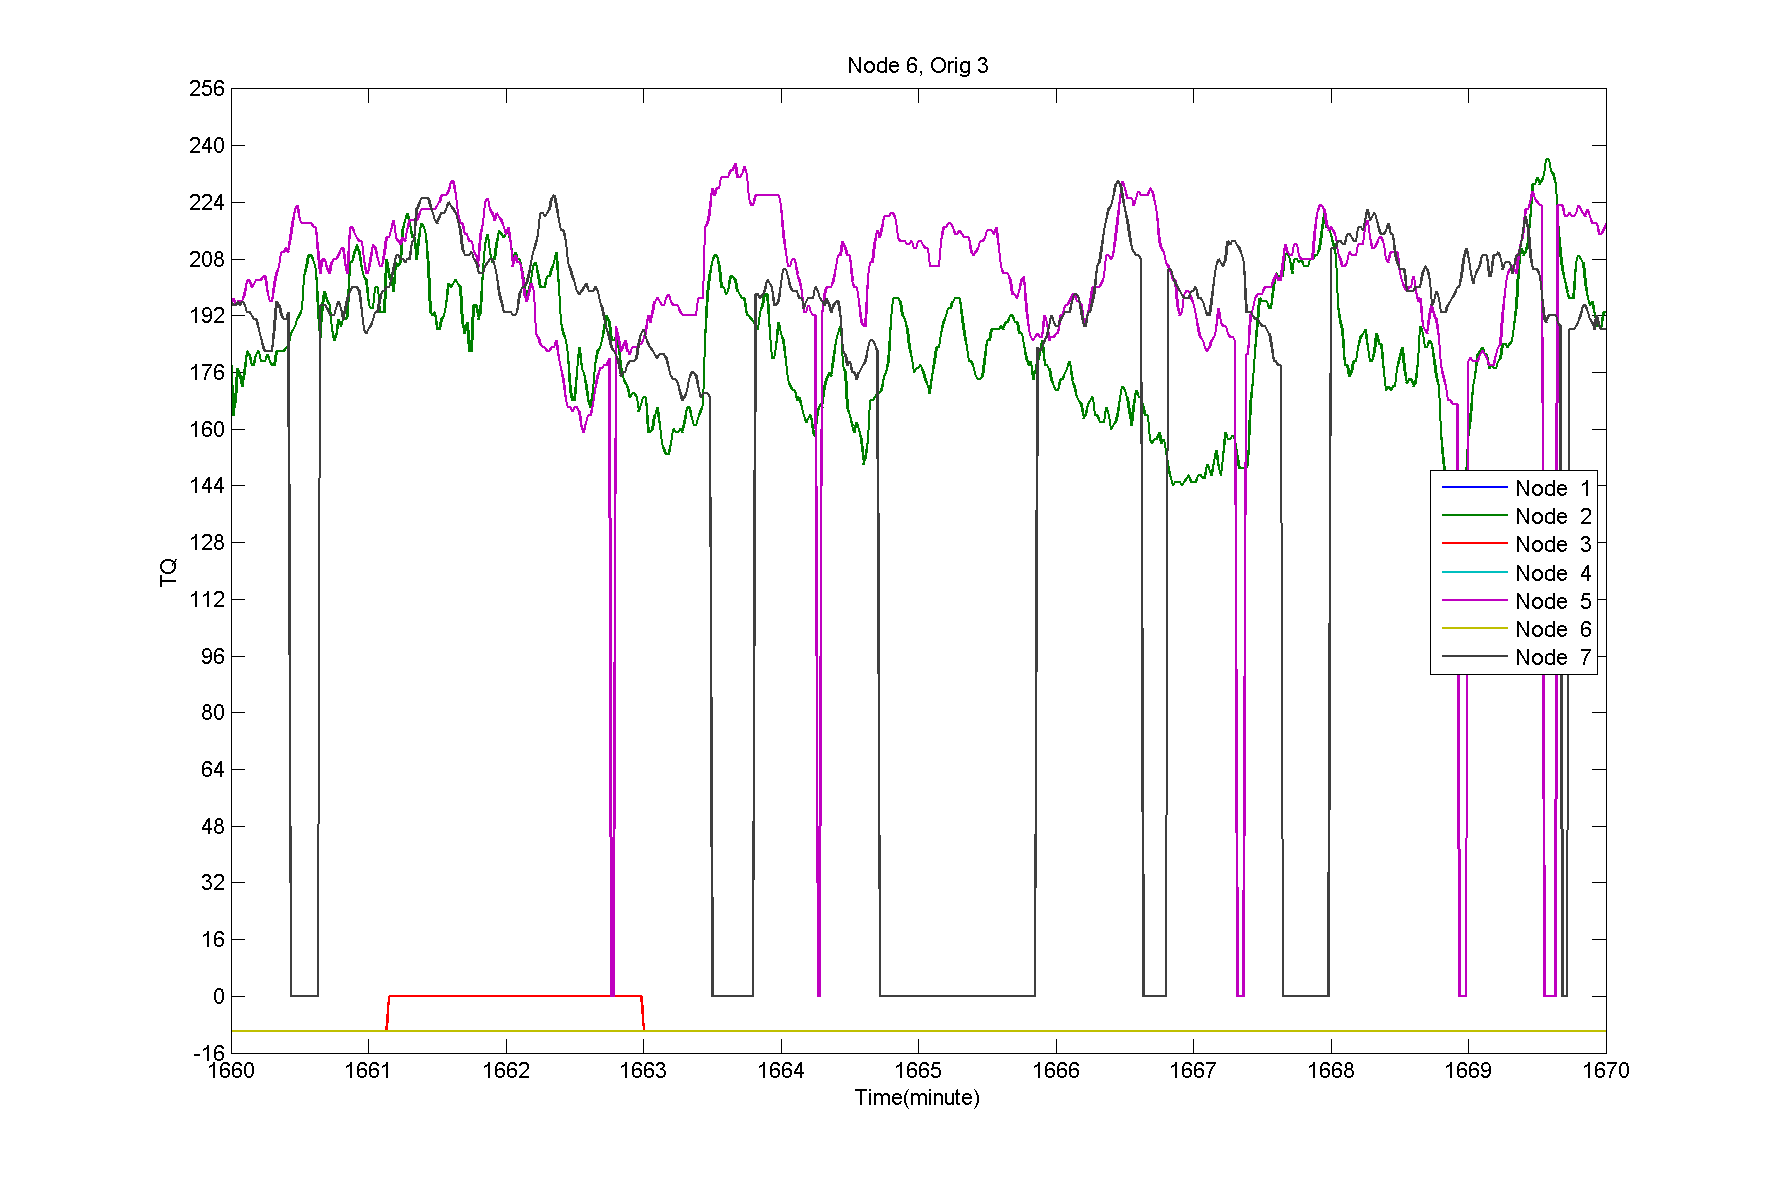 Node 6, Orig 3
256
240
224
208
192
176
160
144
128
112
96
80
64
48
32
16
0
-16
TQ
1660 1661 1662 1663 1664 1665 1666 1667 1668 1669 1670
Time(minute)
Node 1
Node 2
Node 3
Node 4
Node 5
Node 6
Node 7